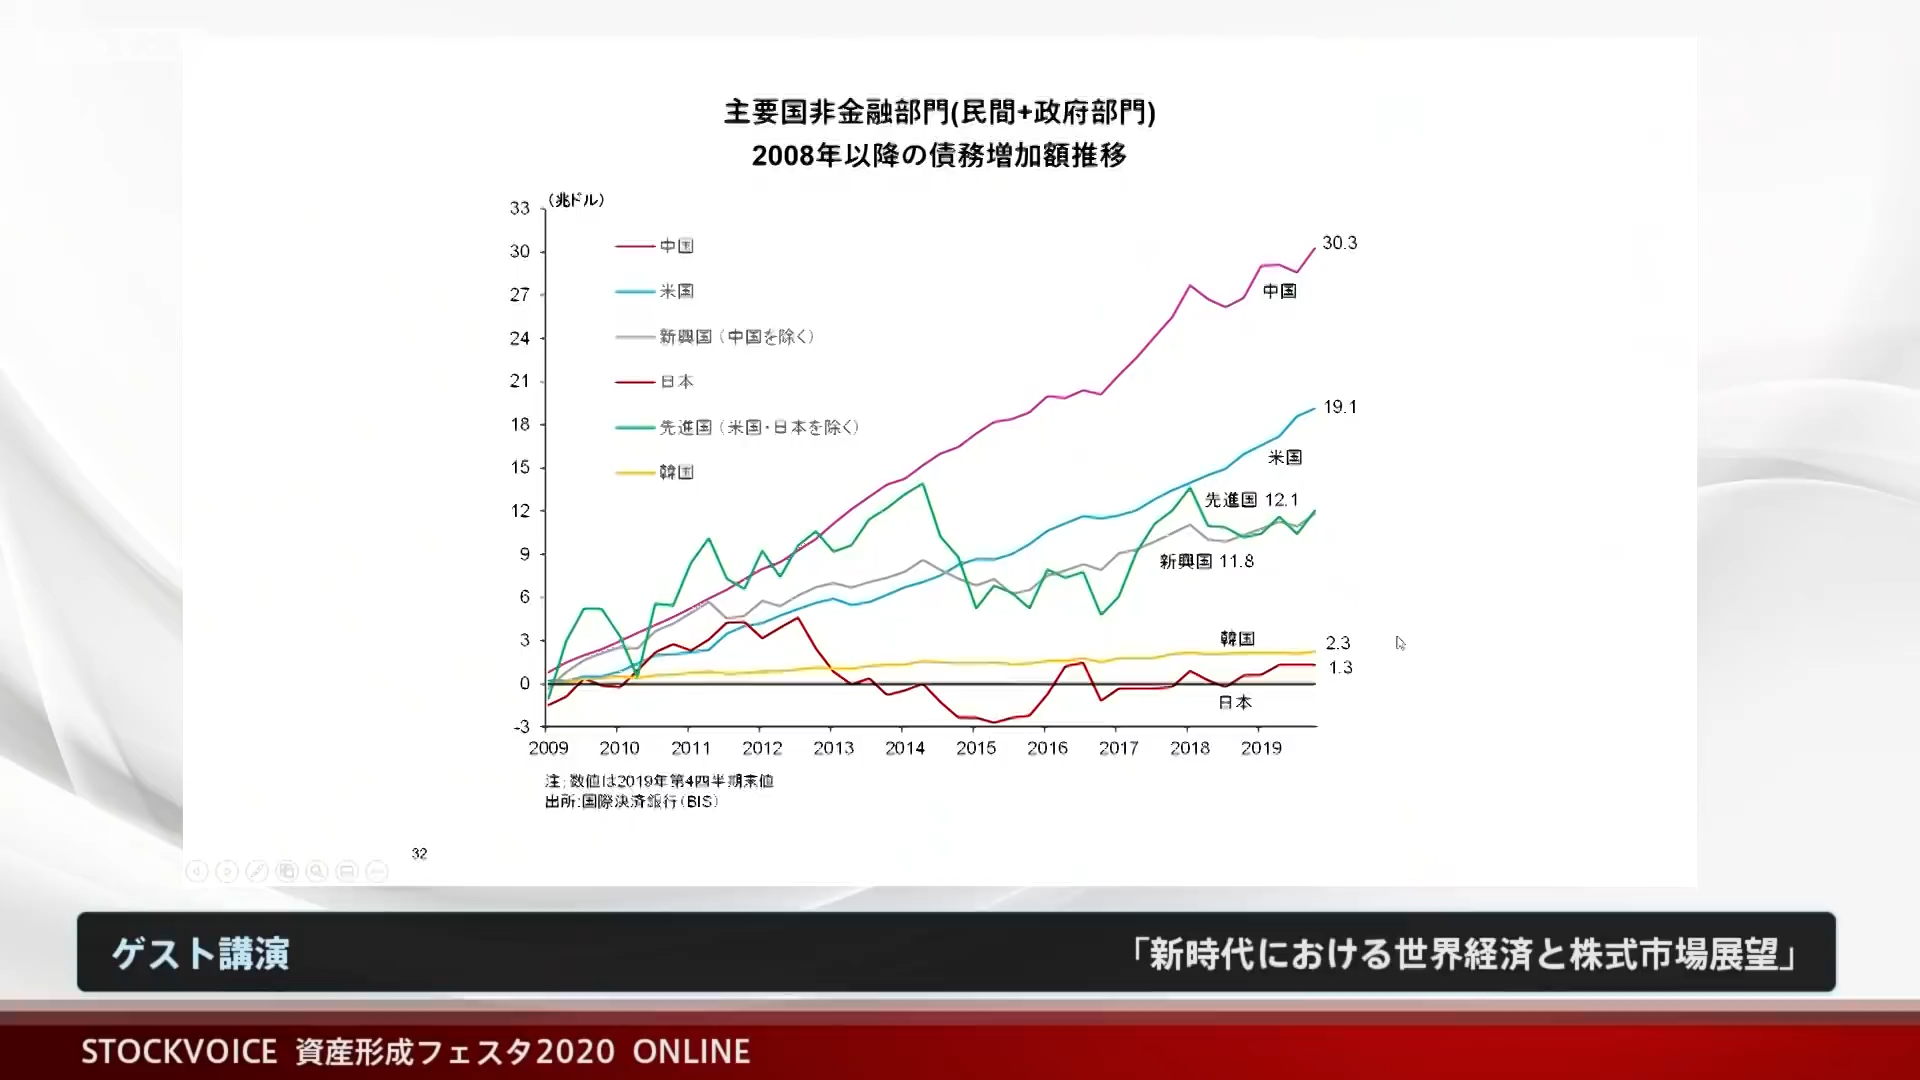 主要国非金融部門(民間+政府部門)
2008年以降の債務増加額推移
(兆ドル)
33
30
27
24
21
18
15
12
9
6
3
0
-3
中国
米国
新興国(中国を除く)
日本
先進国(米国・日本を除く)
韓国
30.3
中国
19.1
米国
先進国 12.1
新興国 11.8
韓国
2.3
1.3
日本
2009 2010 2011 2012 2013 2014 2015 2016 2017 2018 2019
注:数値は2019年第4四半期末値
出所:国際決済銀行(BIS)
32
ゲスト講演
「新時代における世界経済と株式市場展望」
STOCKVOICE 資産形成フェスタ2020 ONLINE